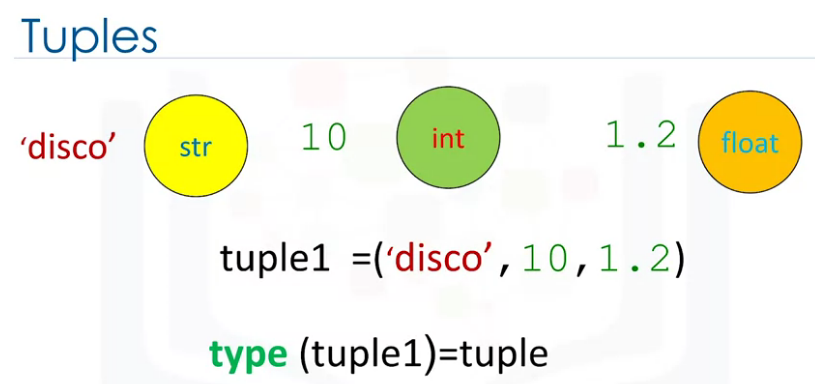 Tuples
‘disco’ str 10 int 1.2 float
tuple1 =(‘disco’,10,1.2)
type (tuple1)=tuple